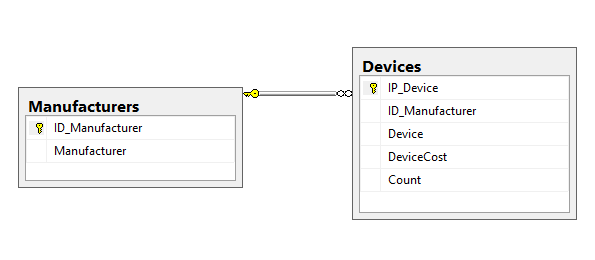 Manufacturers
ID_Manufacturer
Manufacturer
Devices
IP_Device
ID_Manufacturer
Device
DeviceCost
Count